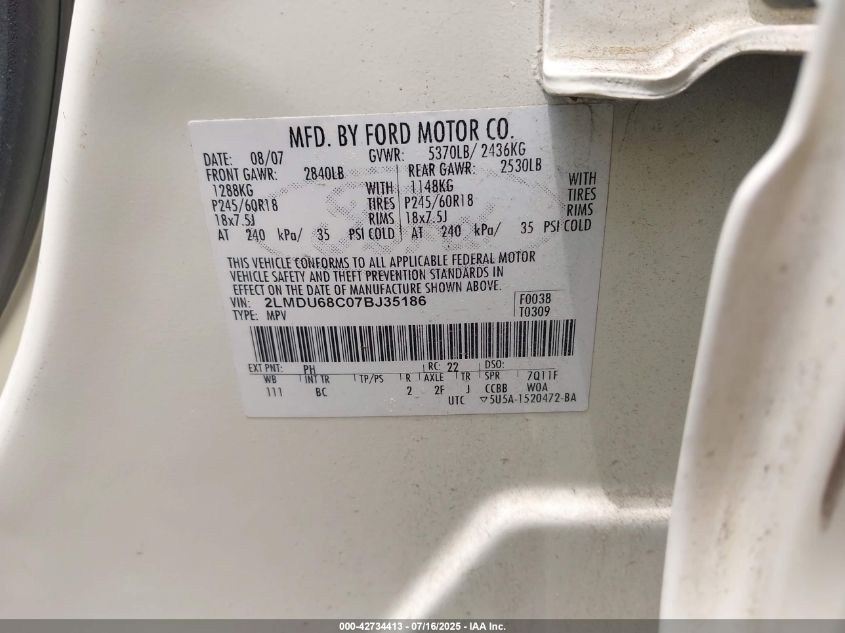 MFD. BY FORD MOTOR CO.
DATE: 08/07 GVWR: 5370LB/ 2436KG
FRONT GAWR: 2840LB REAR GAWR: 2530LB
1288KG WITH 1148KG WITH
P245/60R18 TIRES P245/60R18 TIRES
18x7.5J RIMS 18x7.5J RIMS
AT 240 kPa/ 35 PSI COLD AT 240 kPa/ 35 PSI COLD
THIS VEHICLE CONFORMS TO ALL APPLICABLE FEDERAL MOTOR
VEHICLE SAFETY AND THEFT PREVENTION STANDARDS IN
EFFECT ON THE DATE OF MANUFACTURE SHOWN ABOVE.
VIN: 2LMDU68C07BJ35186 F0038
TYPE: MPV T0309
EXT PNT: PH RC: 22 DSO:
WB INT TR TP/PS R AXLE TR SPR 7Q11F
111 BC 2 2F J CCBB WOA
UTC ▽5U5A-1520472-BA
000-42734413 - 07/16/2025 - IAA Inc.